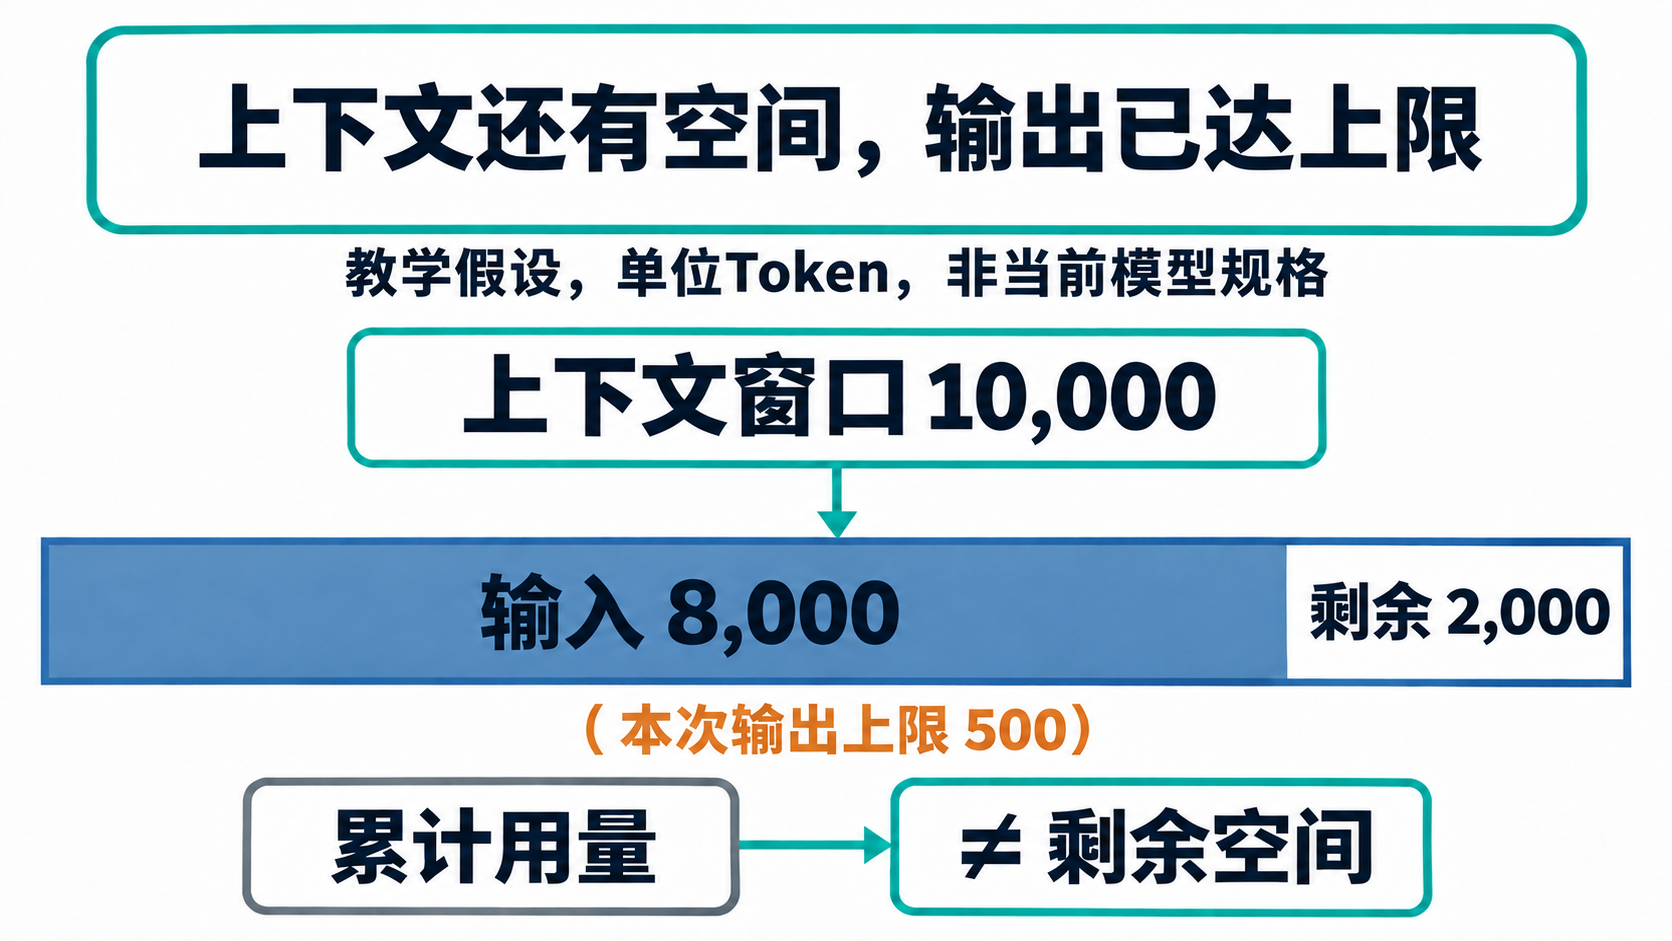 上下文还有空间，输出已达上限
教学假设，单位Token，非当前模型规格
上下文窗口 10,000
输入 8,000
剩余 2,000
（本次输出上限 500）
累计用量
≠ 剩余空间